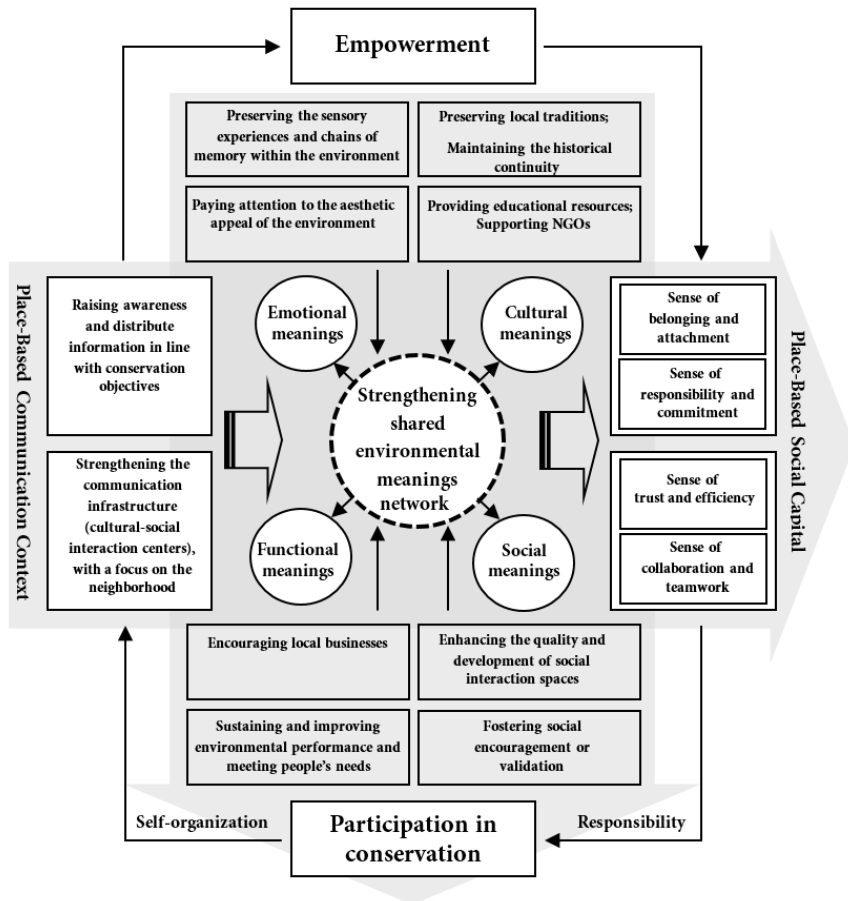 Empowerment
Preserving the sensory
experiences and chains of
memory within the environment
Preserving local traditions;
Maintaining the historical
continuity
Paying attention to the aesthetic
appeal of the environment
Providing educational resources;
Supporting NGOs
Place-Based Communication Context
Raising awareness
and distribute
information in line
with conservation
objectives
Strengthening the
communication
infrastructure
(cultural-social
interaction centers),
with a focus on the
neighborhood
Emotional
meanings
Cultural
meanings
Strengthening
shared
environmental
meanings
network
Functional
meanings
Social
meanings
Sense of
belonging and
attachment
Sense of
responsibility and
commitment
Sense of
trust and efficiency
Sense of
collaboration and
teamwork
Place-Based Social Capital
Encouraging local businesses
Enhancing the quality and
development of social
interaction spaces
Sustaining and improving
environmental performance and
meeting people's needs
Fostering social
encouragement or
validation
Self-organization
Participation in
conservation
Responsibility